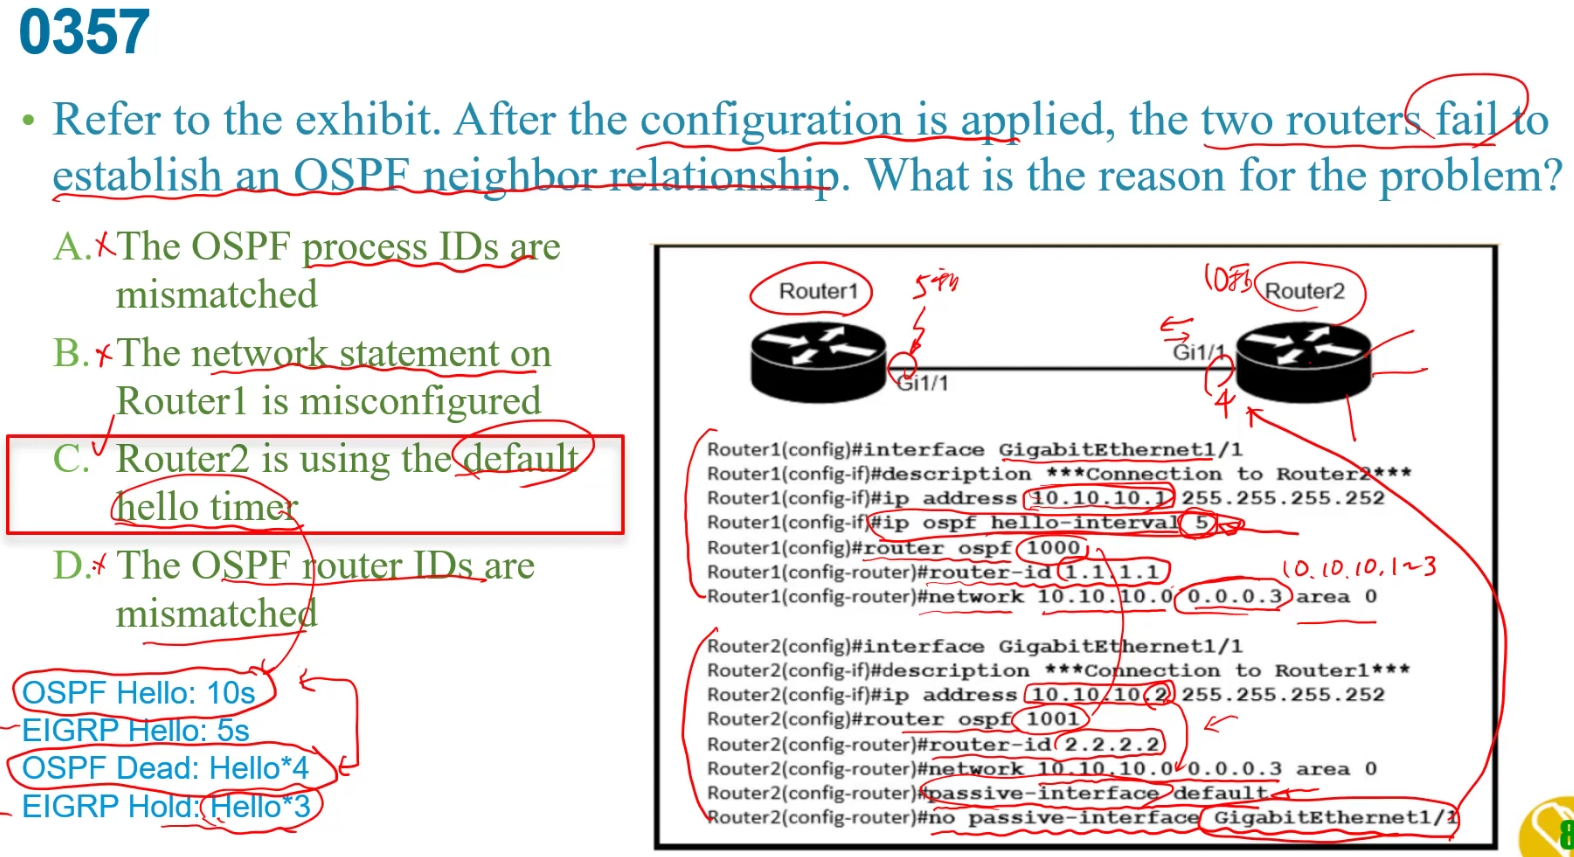 0357
• Refer to the exhibit. After the configuration is applied, the two routers fail to
establish an OSPF neighbor relationship. What is the reason for the problem?
A. The OSPF process IDs are
mismatched
B. The network statement on
Router1 is misconfigured
C. Router2 is using the default
hello timer
D. The OSPF router IDs are
mismatched
OSPF Hello: 10s
EIGRP Hello: 5s
OSPF Dead: Hello*4
EIGRP Hold: Hello*3
Router1
5秒
10秒
Router2
Gi1/1
Gi1/1
4
Router1(config)#interface GigabitEthernet1/1
Router1(config-if)#description ***Connection to Router2***
Router1(config-if)#ip address 10.10.10.1 255.255.255.252
Router1(config-if)#ip ospf hello-interval 5
Router1(config)#router ospf 1000
Router1(config-router)#router-id 1.1.1.1
10.10.10.1~3
Router1(config-router)#network 10.10.10.0 0.0.0.3 area 0
Router2(config)#interface GigabitEthernet1/1
Router2(config-if)#description ***Connection to Router1***
Router2(config-if)#ip address 10.10.10.2 255.255.255.252
Router2(config)#router ospf 1001
Router2(config-router)#router-id 2.2.2.2
Router2(config-router)#network 10.10.10.0 0.0.0.3 area 0
Router2(config-router)#passive-interface default
Router2(config-router)#no passive-interface GigabitEthernet1/1